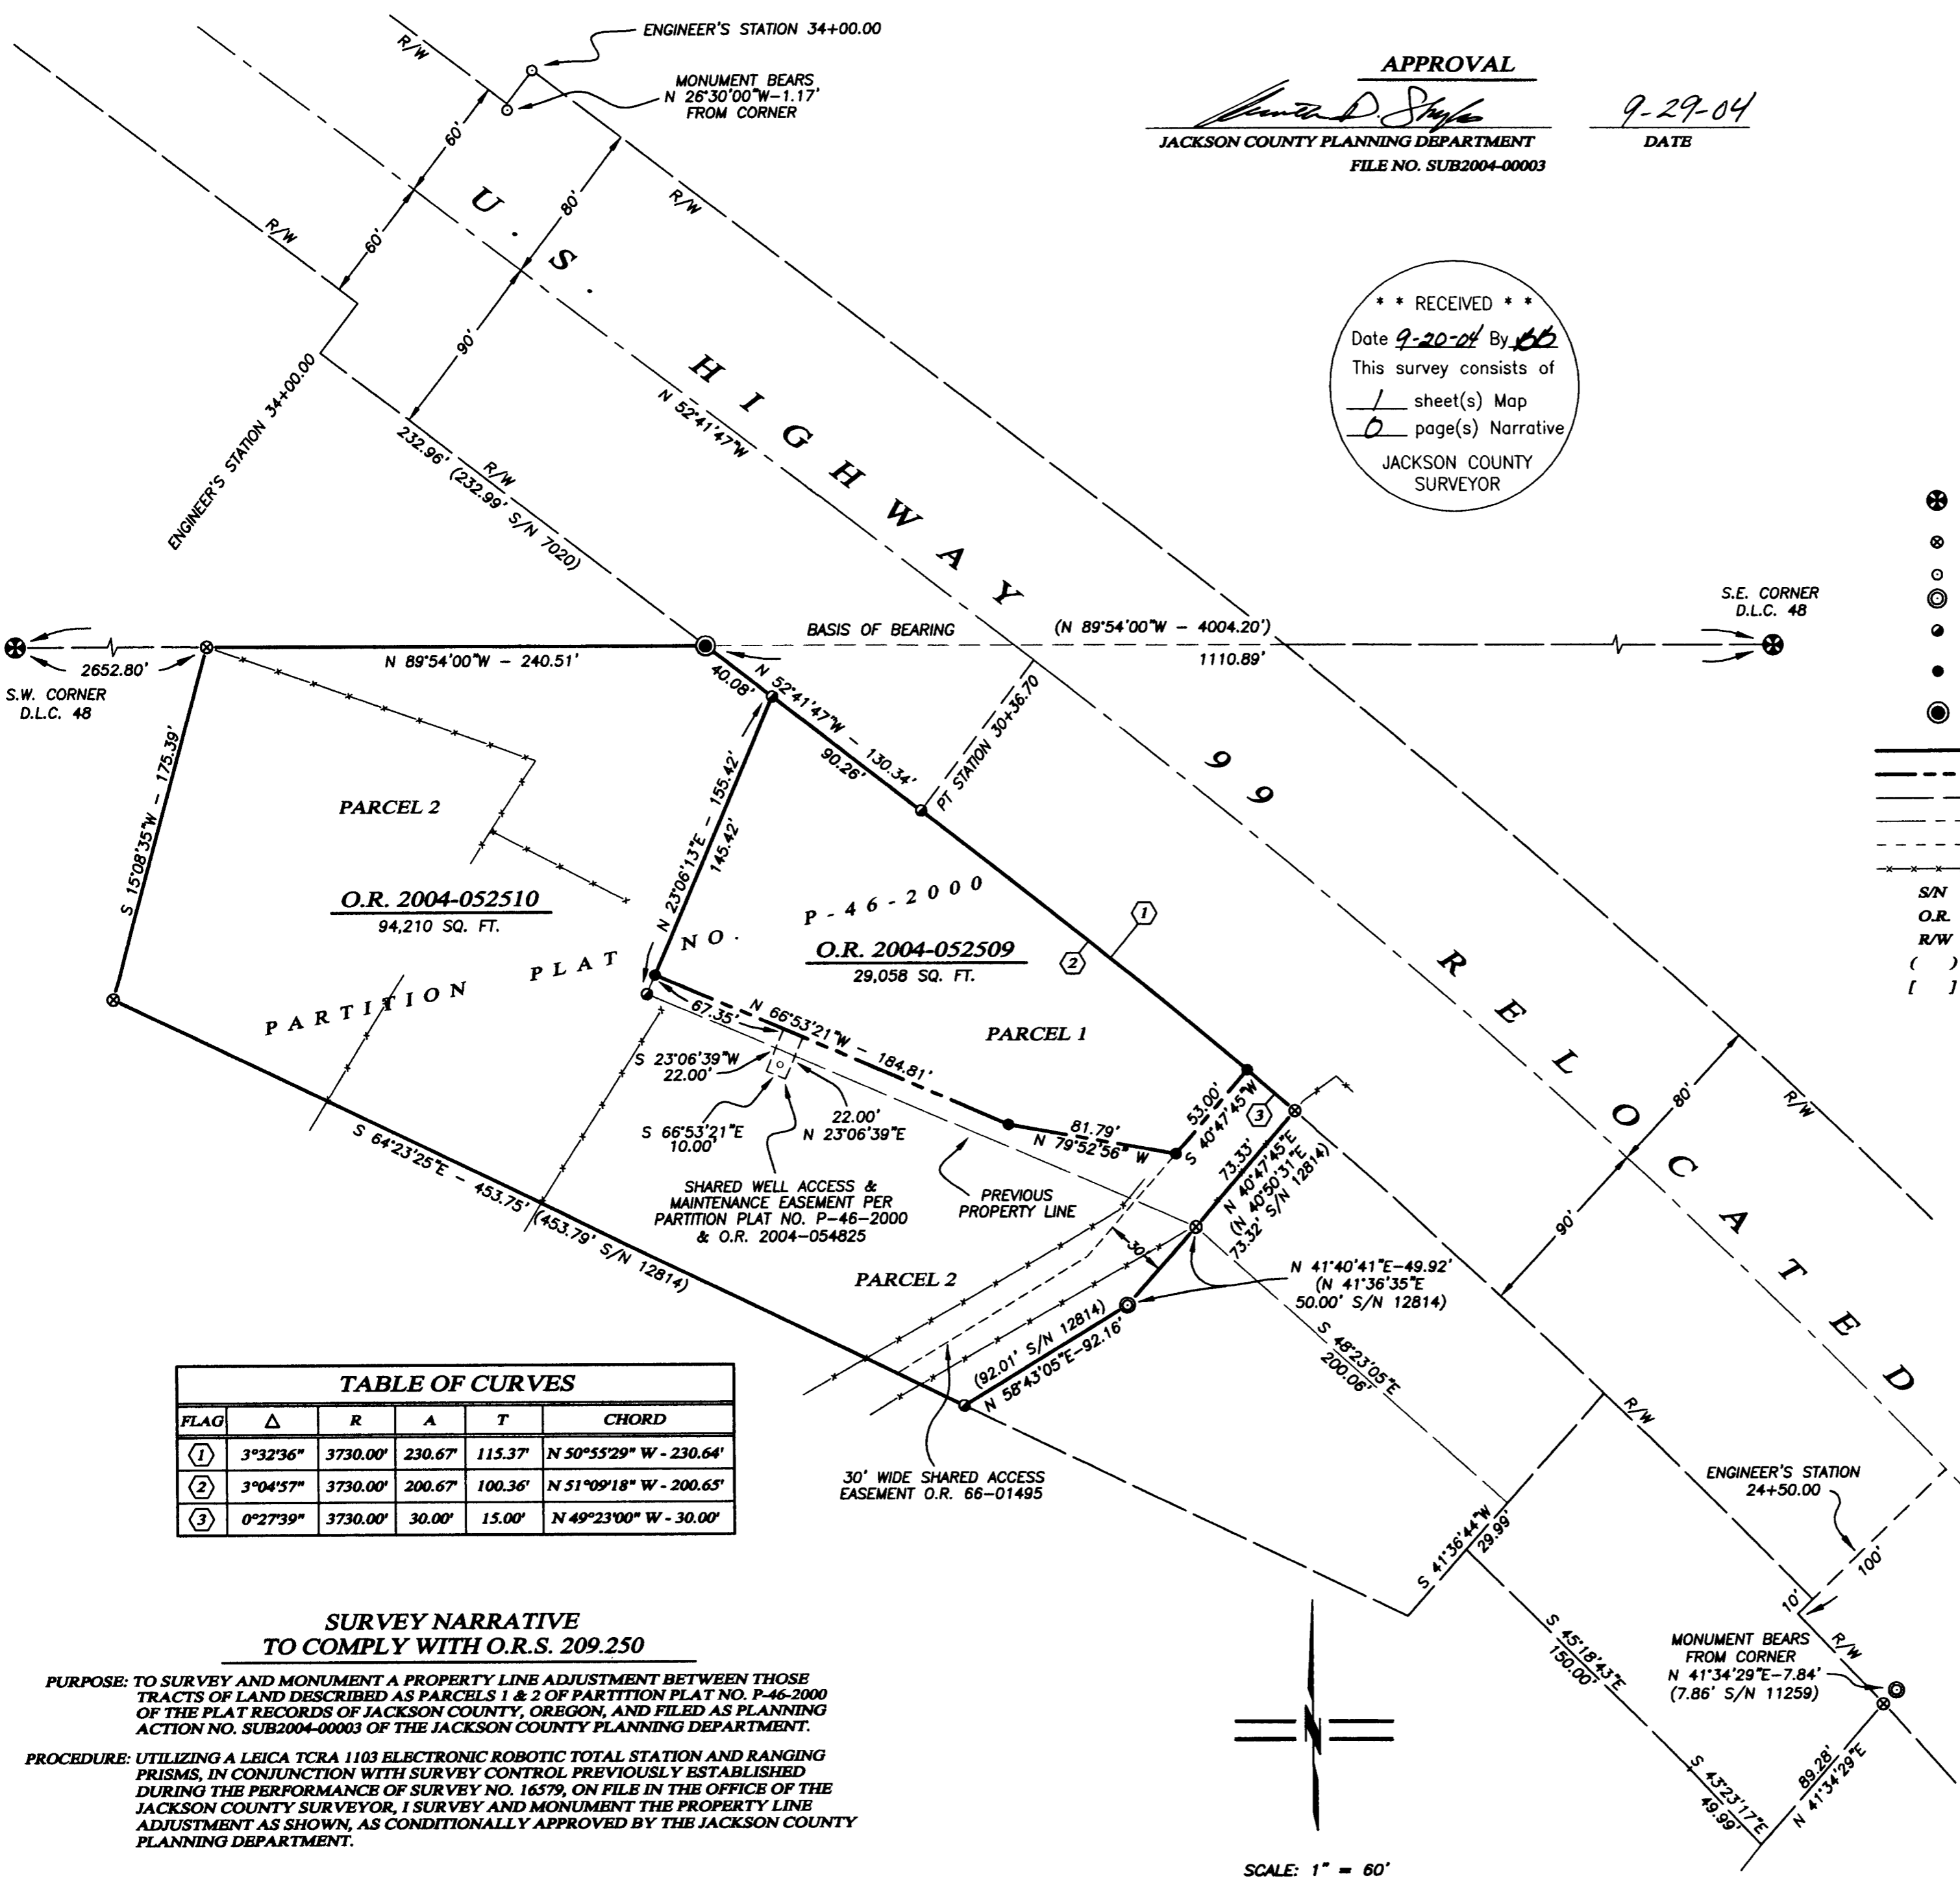 ENGINEER'S STATION 34+00.00
MONUMENT BEARS
N 26°30'00"W-1.17'
FROM CORNER
R/W
60'
60'
80'
90'
R/W
R/W
APPROVAL
9-29-04
JACKSON COUNTY PLANNING DEPARTMENT
DATE
FILE NO. SUB2004-00003
* * RECEIVED * *
Date 9-20-04 By BB
This survey consists of
1 sheet(s) Map
0 page(s) Narrative
JACKSON COUNTY
SURVEYOR
U. S. HIGHWAY 99 RELOCATED
N 52°41'47"W
ENGINEER'S STATION 34+00.00
R/W
232.96' (232.99' S/N 7020)
S.E. CORNER
D.L.C. 48
BASIS OF BEARING
(N 89°54'00"W - 4004.20')
1110.89'
2652.80'
S.W. CORNER
D.L.C. 48
N 89°54'00"W - 240.51'
40.08'
N 52°41'47"W - 130.34'
90.26'
PT STATION 30+36.70
S 15°08'35"W - 175.39'
N 23°06'13"E - 155.42'
145.42'
PARCEL 2
O.R. 2004-052510
94,210 SQ. FT.
PARTITION PLAT NO. P-46-2000
O.R. 2004-052509
29,058 SQ. FT.
1
2
PARCEL 1
S/N
O.R.
R/W
( )
[ ]
67.35'
N 66°53'21"W - 184.81'
S 23°06'39"W
22.00'
S 66°53'21"E
10.00'
22.00'
N 23°06'39"E
81.79'
N 79°52'56" W
53.00'
S 40°47'45"W
3
73.33'
N 40°47'45"E
(N 40°50'31"E
73.32' S/N 12814)
SHARED WELL ACCESS &
MAINTENANCE EASEMENT PER
PARTITION PLAT NO. P-46-2000
& O.R. 2004-054825
PREVIOUS
PROPERTY LINE
S 64°23'25"E - 453.75' (453.79' S/N 12814)
PARCEL 2
30'
N 41°40'41"E-49.92'
(N 41°36'35"E
50.00' S/N 12814)
(92.01' S/N 12814)
N 58°43'05"E-92.16'
80'
90'
R/W
S 48°23'05"E
200.06'
R/W
30' WIDE SHARED ACCESS
EASEMENT O.R. 66-01495
S 41°36'44"W
29.99'
ENGINEER'S STATION
24+50.00
100'
10'
R/W
S 45°18'43"E
150.00'
MONUMENT BEARS
FROM CORNER
N 41°34'29"E-7.84'
(7.86' S/N 11259)
S 43°23'17"E
49.99'
89.28'
N 41°34'29"E
TABLE OF CURVES
FLAG Δ R A T CHORD
1 3°32'36" 3730.00' 230.67' 115.37' N 50°55'29" W - 230.64'
2 3°04'57" 3730.00' 200.67' 100.36' N 51°09'18" W - 200.65'
3 0°27'39" 3730.00' 30.00' 15.00' N 49°23'00" W - 30.00'
SURVEY NARRATIVE
TO COMPLY WITH O.R.S. 209.250
PURPOSE: TO SURVEY AND MONUMENT A PROPERTY LINE ADJUSTMENT BETWEEN THOSE
TRACTS OF LAND DESCRIBED AS PARCELS 1 & 2 OF PARTITION PLAT NO. P-46-2000
OF THE PLAT RECORDS OF JACKSON COUNTY, OREGON, AND FILED AS PLANNING
ACTION NO. SUB2004-00003 OF THE JACKSON COUNTY PLANNING DEPARTMENT.
PROCEDURE: UTILIZING A LEICA TCRA 1103 ELECTRONIC ROBOTIC TOTAL STATION AND RANGING
PRISMS, IN CONJUNCTION WITH SURVEY CONTROL PREVIOUSLY ESTABLISHED
DURING THE PERFORMANCE OF SURVEY NO. 16579, ON FILE IN THE OFFICE OF THE
JACKSON COUNTY SURVEYOR, I SURVEY AND MONUMENT THE PROPERTY LINE
ADJUSTMENT AS SHOWN, AS CONDITIONALLY APPROVED BY THE JACKSON COUNTY
PLANNING DEPARTMENT.
N
SCALE: 1" = 60'